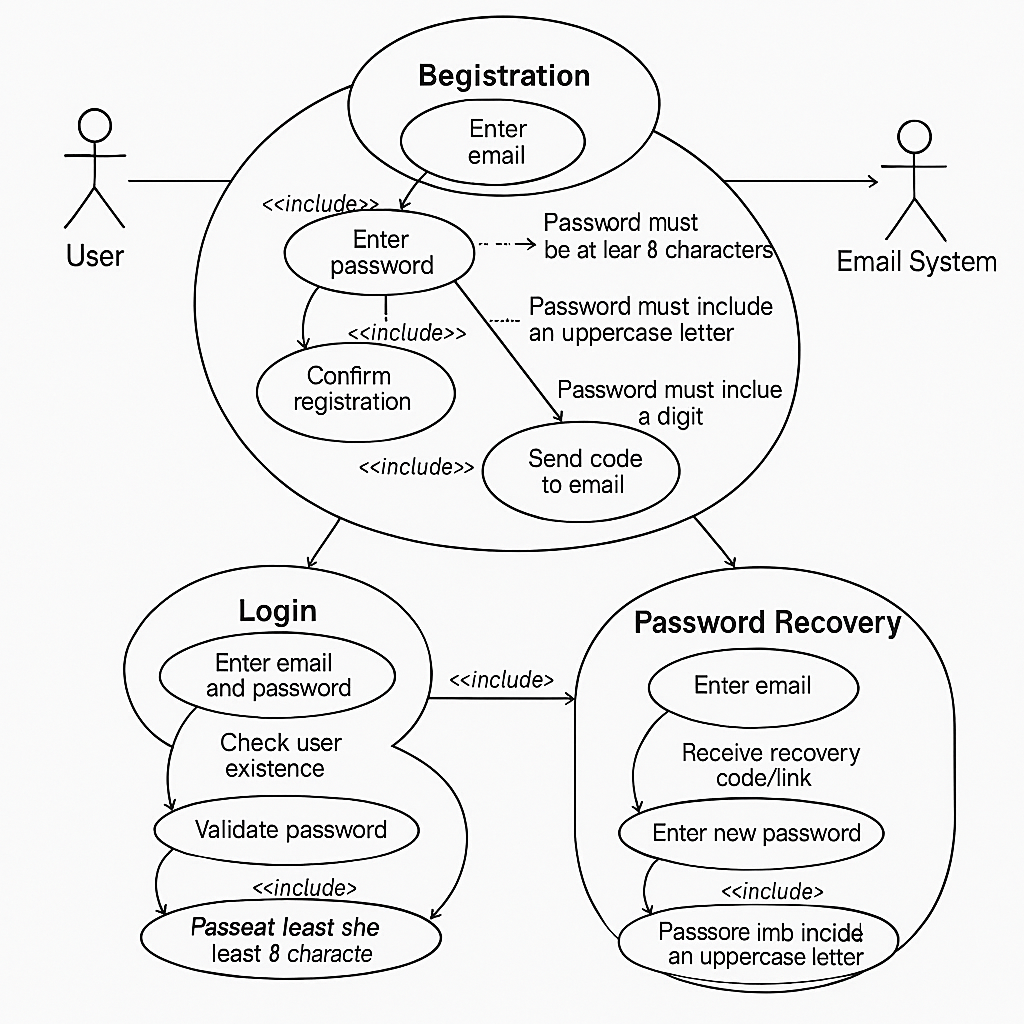 Begistration
Enter
email
User
Email System
<<include>>
Enter
password
Password must
be at lear 8 characters
Password must include
an uppercase letter
<<include>>
Confirm
registration
Password must inclue
a digit
<<include>>
Send code
to email
Login
Enter email
and password
Check user
existence
Validate password
<<include>
Passeat least she
least 8 characte
<<include>
Password Recovery
Enter email
Receive recovery
code/link
Enter new password
<<include>
Passsore imb incide
an uppercase letter